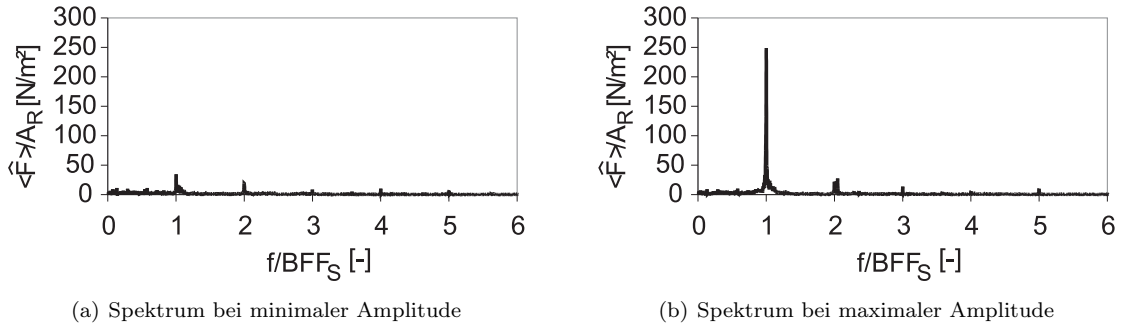 300
250
200
150
100
50
0
<F̂>/A_R [N/m²]
0 1 2 3 4 5 6
f/BFF_S [-]
(a) Spektrum bei minimaler Amplitude
300
250
200
150
100
50
0
<F̂>/A_R [N/m²]
0 1 2 3 4 5 6
f/BFF_S [-]
(b) Spektrum bei maximaler Amplitude